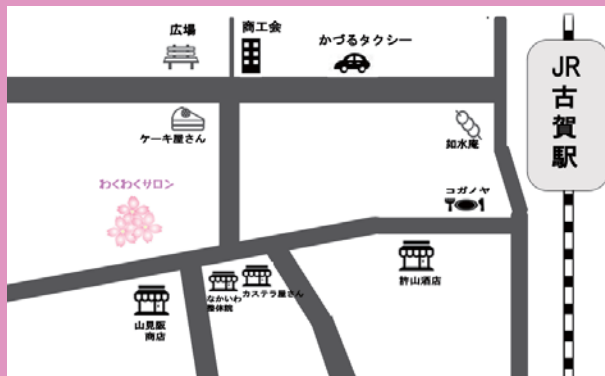 広場
商工会
かづるタクシー
JR
古
賀
駅
ケーキ屋さん
如水庵
わくわくサロン
コガノヤ
許山酒店
なかいわ
整体院
カステラ屋さん
山見阪
商店